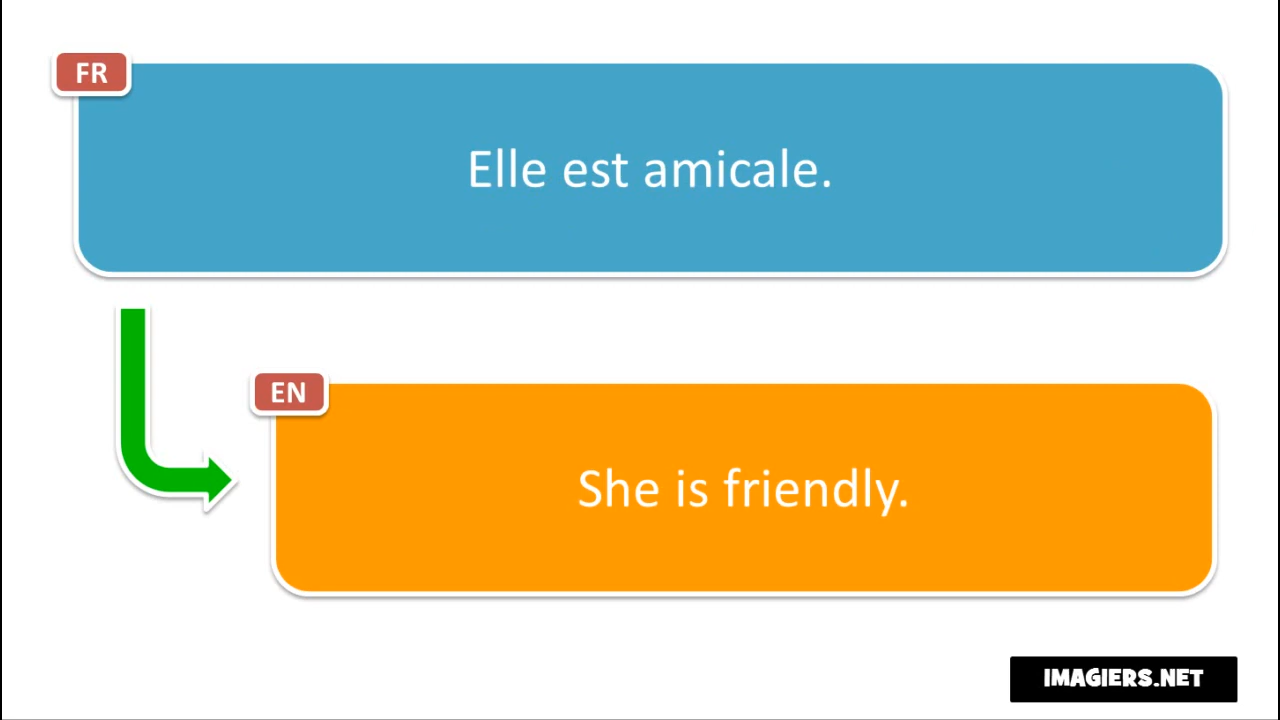 FR
Elle est amicale.
EN
She is friendly.
IMAGIERS.NET